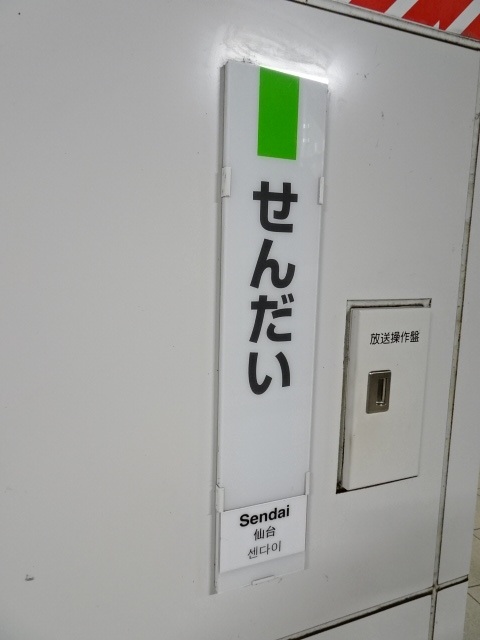 せんだい
Sendai
仙台
센다이
放送操作盤